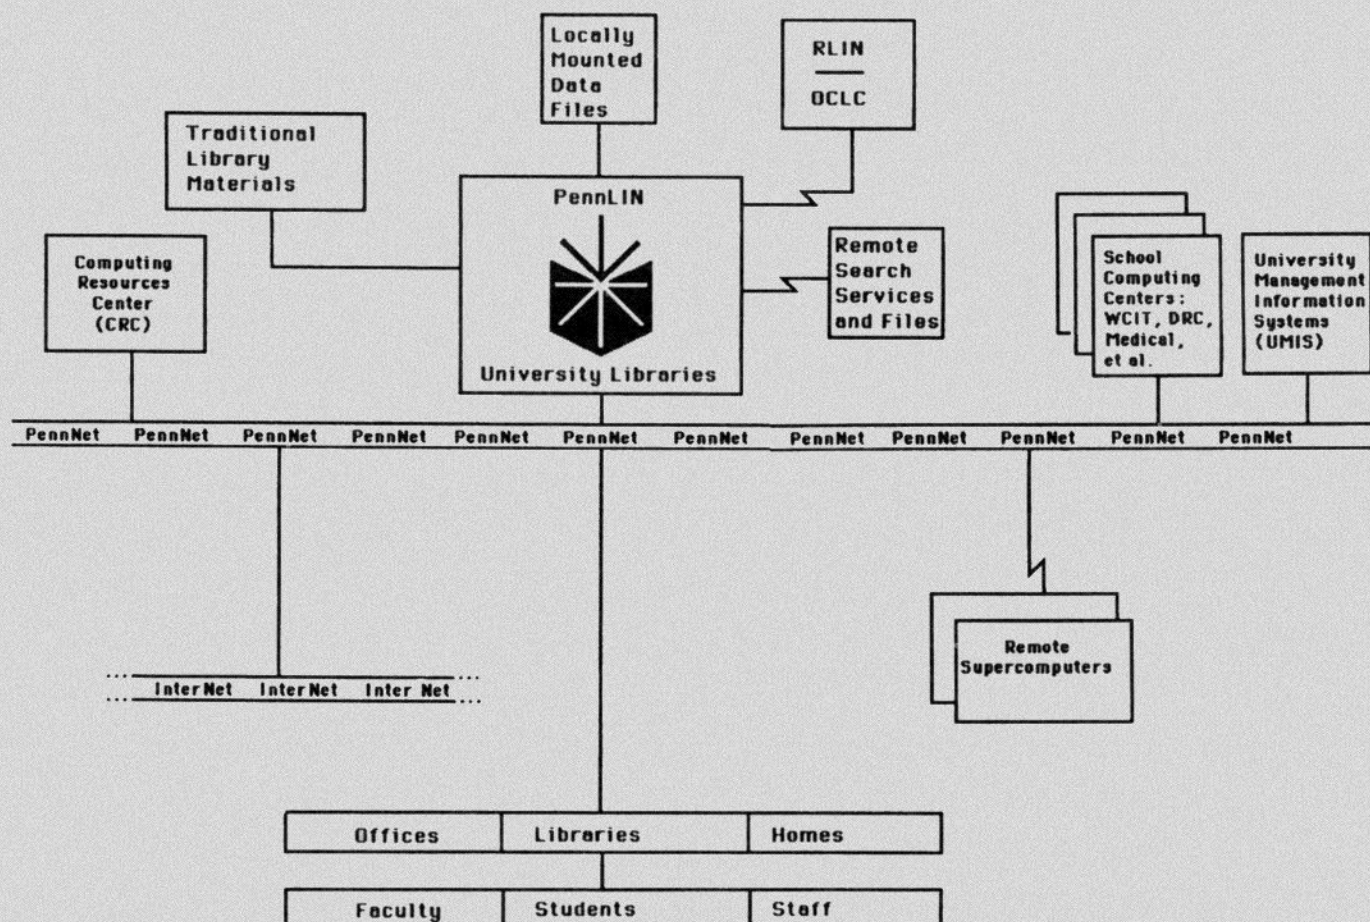 Locally
Mounted
Data
Files
RLIN
OCLC
Traditional
Library
Materials
PennLIN
University Libraries
Computing
Resources
Center
(CRC)
Remote
Search
Services
and Files
School
Computing
Centers:
WCIT, DRC,
Medical,
et al.
University
Management
Information
Systems
(UMIS)
PennNet PennNet PennNet PennNet PennNet PennNet PennNet PennNet PennNet PennNet PennNet PennNet
.... InterNet InterNet Inter Net ....
Remote
Supercomputers
Offices Libraries Homes
Faculty Students Staff